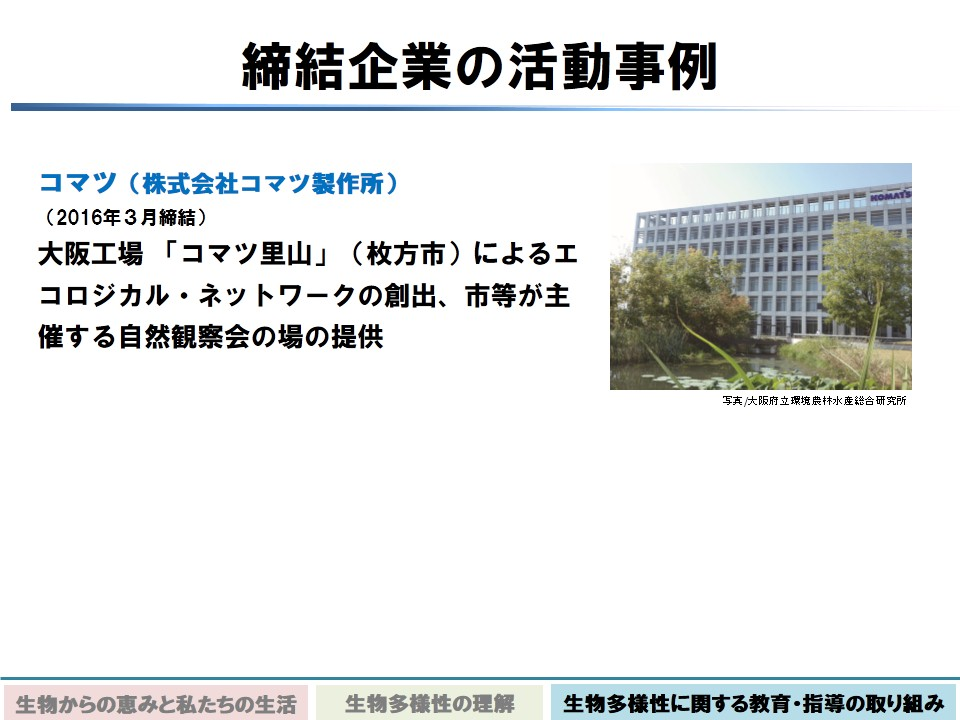 締結企業の活動事例
コマツ（株式会社コマツ製作所）
（2016年３月締結）
大阪工場 「コマツ里山」（枚方市）によるエ
コロジカル・ネットワークの創出、市等が主
催する自然観察会の場の提供
KOMATS
写真/大阪府立環境農林水産総合研究所
生物からの恵みと私たちの生活
生物多様性の理解
生物多様性に関する教育・指導の取り組み